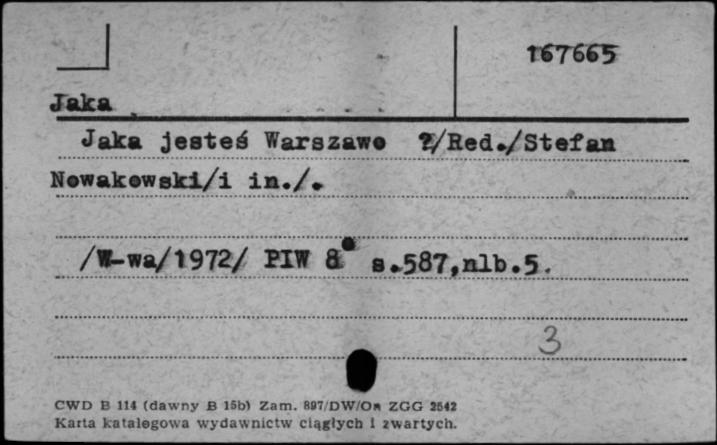 167665
Jaka
Jaka jesteś Warszawo ?/Red./Stefan
Nowakowski/i in./.
/W-wa/1972/ PIW 8° s.587,nlb.5.
3
CWD B 114 (dawny B 15b) Zam. 897/DW/On ZGG 2542
Karta katalogowa wydawnictw ciągłych i zwartych.